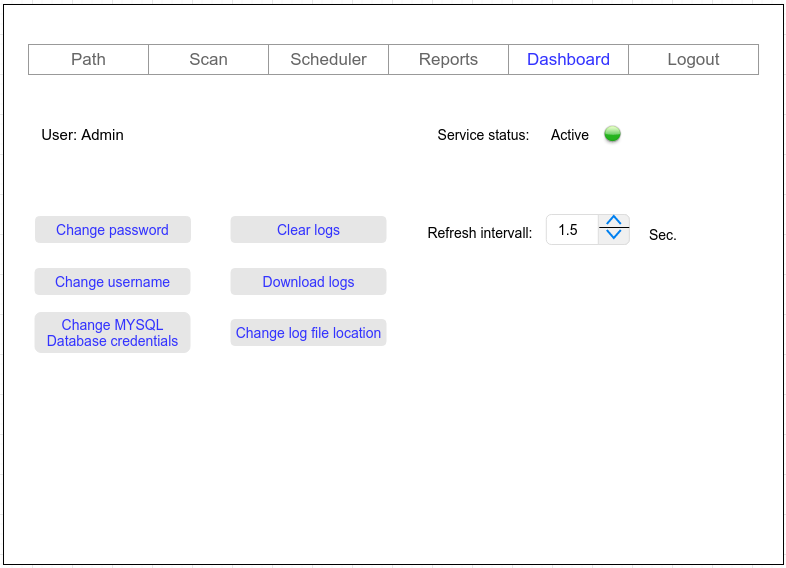 Path Scan Scheduler Reports Dashboard Logout
User: Admin
Service status: Active
Change password
Clear logs
Refresh intervall: 1.5 Sec.
Change username
Download logs
Change MYSQL
Database credentials
Change log file location